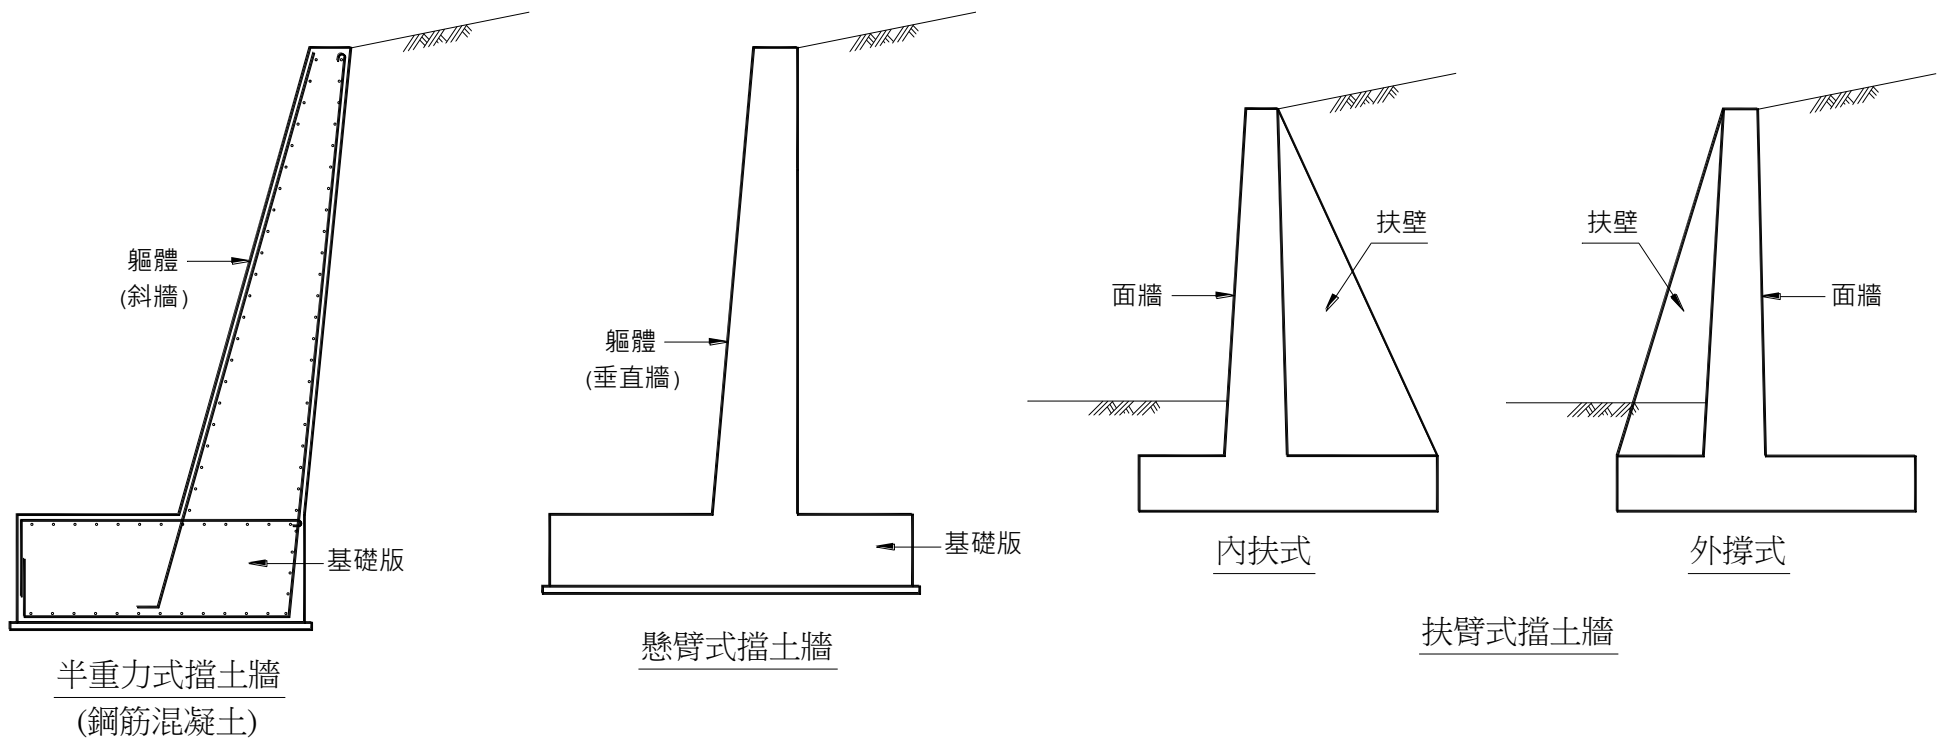 軀體
(斜牆)
基礎版
半重力式擋土牆
(鋼筋混凝土)
軀體
(垂直牆)
基礎版
懸臂式擋土牆
面牆
扶壁
內扶式
扶壁
面牆
外撐式
扶臂式擋土牆